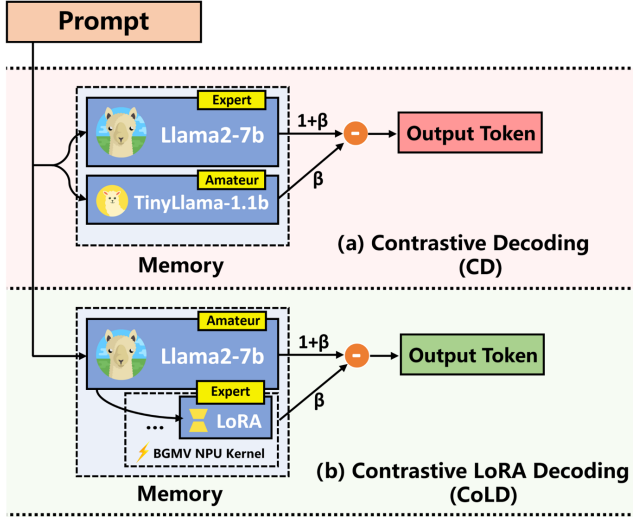 Prompt
Expert
Llama2-7b
1+β
-
Output Token
Amateur
TinyLlama-1.1b
β
Memory
(a) Contrastive Decoding
(CD)
Amateur
Llama2-7b
1+β
-
Output Token
Expert
β
...
LoRA
BGMV NPU Kernel
Memory
(b) Contrastive LoRA Decoding
(CoLD)